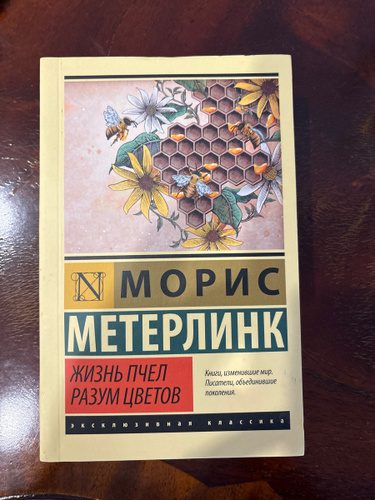 N
МОРИС
МЕТЕРЛИНК
ЖИЗНЬ ПЧЕЛ
РАЗУМ ЦВЕТОВ
Книги, изменившие мир.
Писатели, объединившие
поколения.
эксклюзивная классика